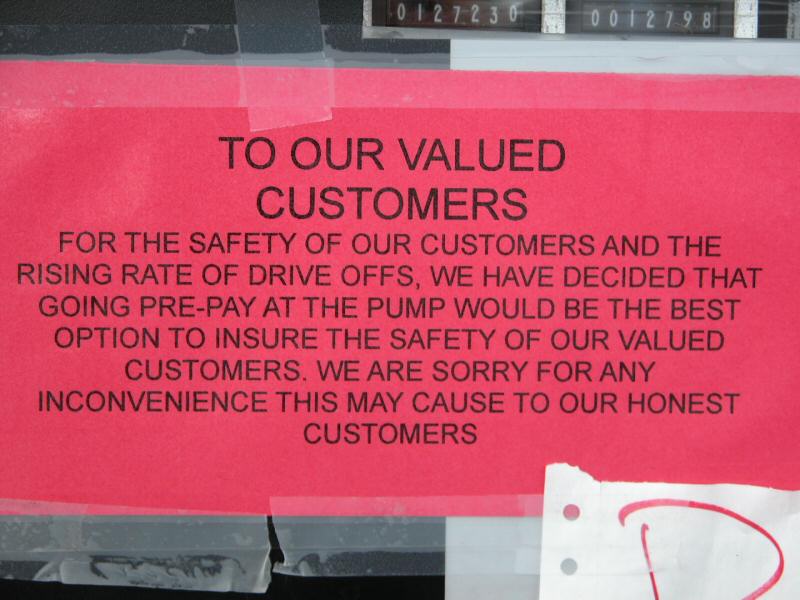 0127230 0012798
TO OUR VALUED
CUSTOMERS
FOR THE SAFETY OF OUR CUSTOMERS AND THE
RISING RATE OF DRIVE OFFS, WE HAVE DECIDED THAT
GOING PRE-PAY AT THE PUMP WOULD BE THE BEST
OPTION TO INSURE THE SAFETY OF OUR VALUED
CUSTOMERS. WE ARE SORRY FOR ANY
INCONVENIENCE THIS MAY CAUSE TO OUR HONEST
CUSTOMERS